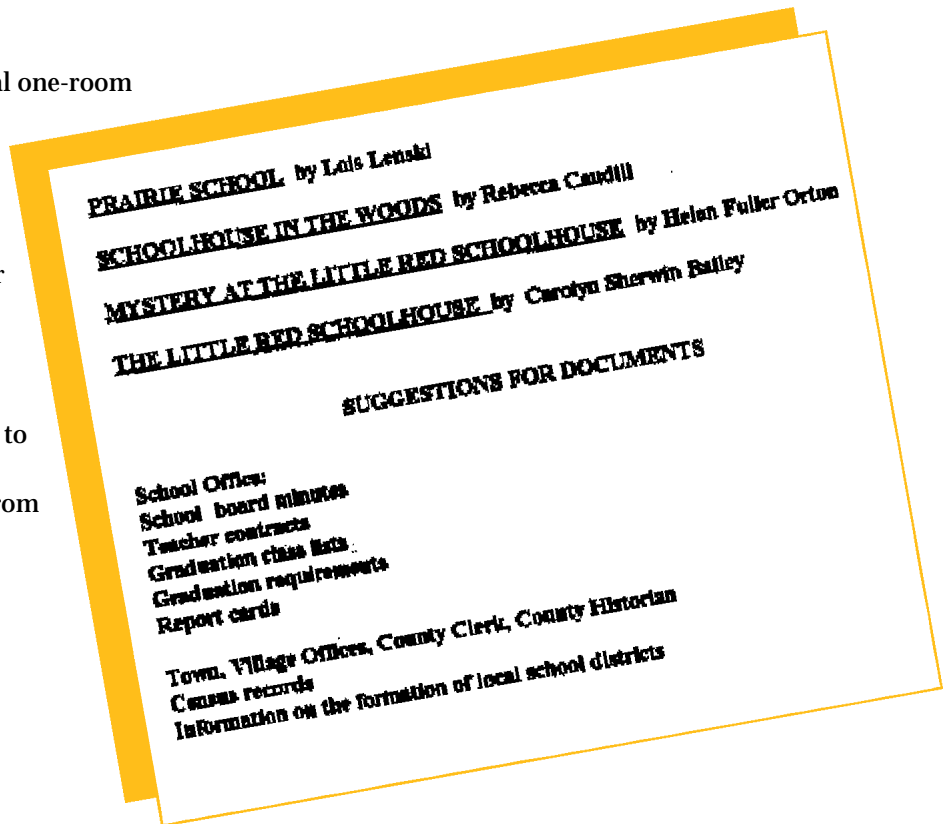 al one-room
r
to
rom
PRAIRIE SCHOOL by Lois Lenski
SCHOOLHOUSE IN THE WOODS by Rebecca Caudill
MYSTERY AT THE LITTLE RED SCHOOLHOUSE by Helen Fuller Orton
THE LITTLE RED SCHOOLHOUSE by Carolyn Sherwin Bailey
SUGGESTIONS FOR DOCUMENTS
School Office:
School board minutes
Teacher contracts
Graduation class lists
Graduation requirements
Report cards
Town, Village Offices, County Clerk, County Historian
Census records
Information on the formation of local school districts